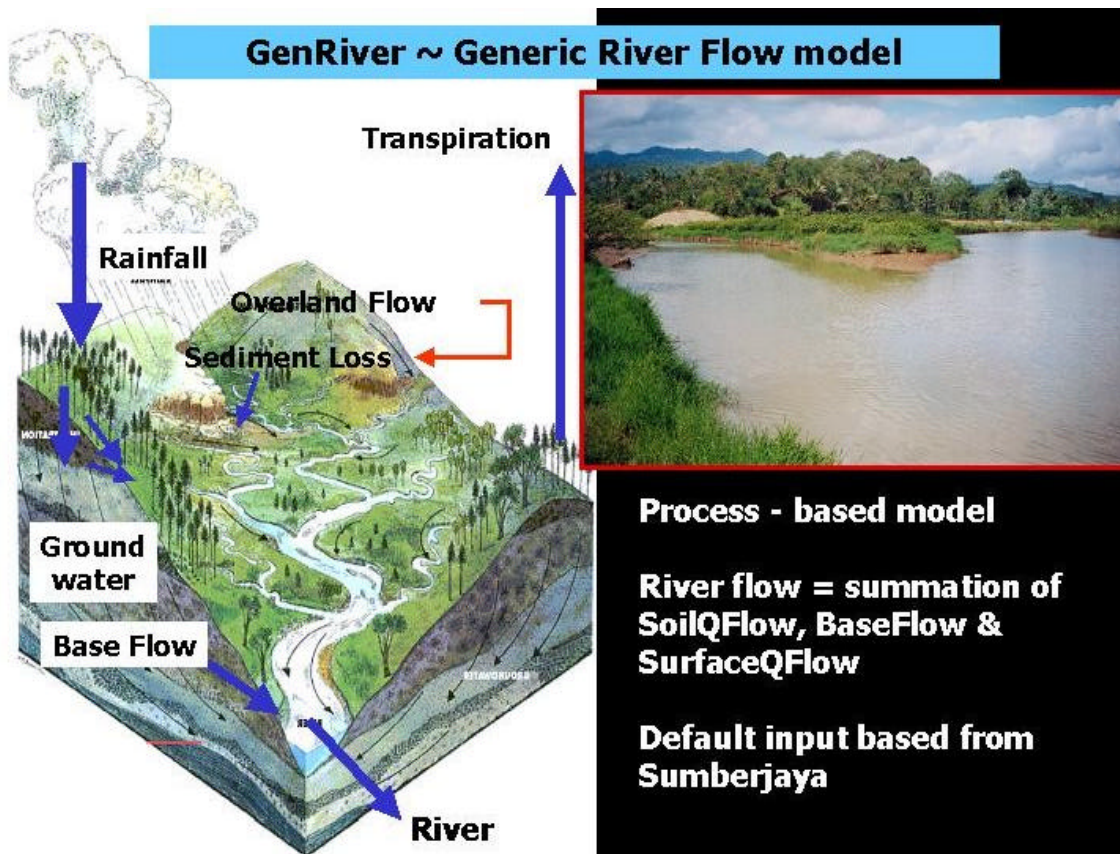 GenRiver ~ Generic River Flow model
Transpiration
Rainfall
Overland Flow
Sediment Loss
Ground
water
Base Flow
River
Process - based model
River flow = summation of
SoilQFlow, BaseFlow &
SurfaceQFlow
Default input based from
Sumberjaya